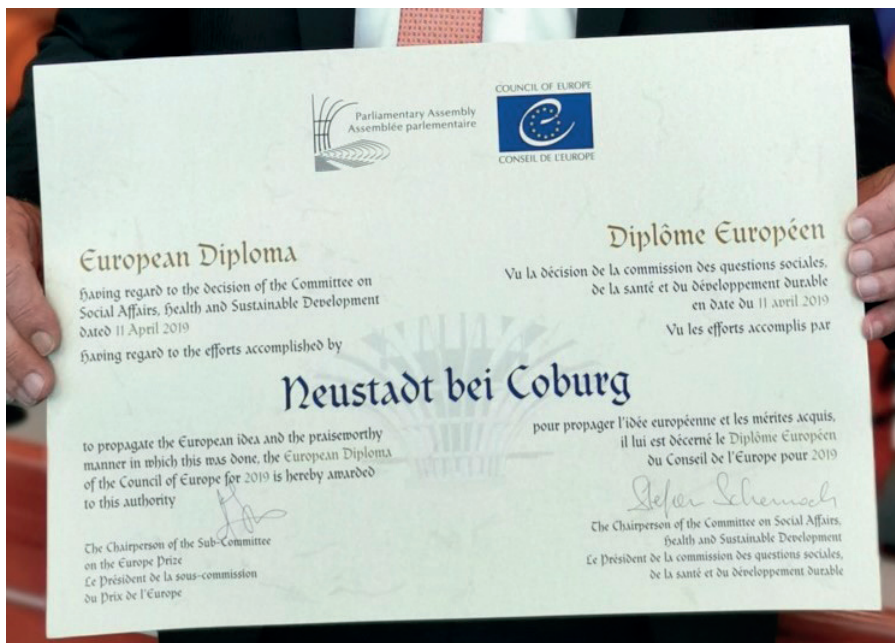 Parliamentary Assembly
Assemblée parlementaire
COUNCIL OF EUROPE
CONSEIL DE L'EUROPE
European Diploma
Having regard to the decision of the Committee on
Social Affairs, Health and Sustainable Development
dated 11 April 2019
Having regard to the efforts accomplished by
Diplôme Européen
Vu la décision de la commission des questions sociales,
de la santé et du développement durable
en date du 11 avril 2019
Vu les efforts accomplis par
Neustadt bei Coburg
to propagate the European idea and the praiseworthy
manner in which this was done, the European Diploma
of the Council of Europe for 2019 is hereby awarded
to this authority
The Chairperson of the Sub-Committee
on the Europe Prize
Le Président de la sous-commission
du Prix de l'Europe
pour propager l'idée européenne et les mérites acquis,
il lui est décerné le Diplôme Européen
du Conseil de l'Europe pour 2019
The Chairperson of the Committee on Social Affairs,
Health and Sustainable Development
Le Président de la commission des questions sociales,
de la santé et du développement durable